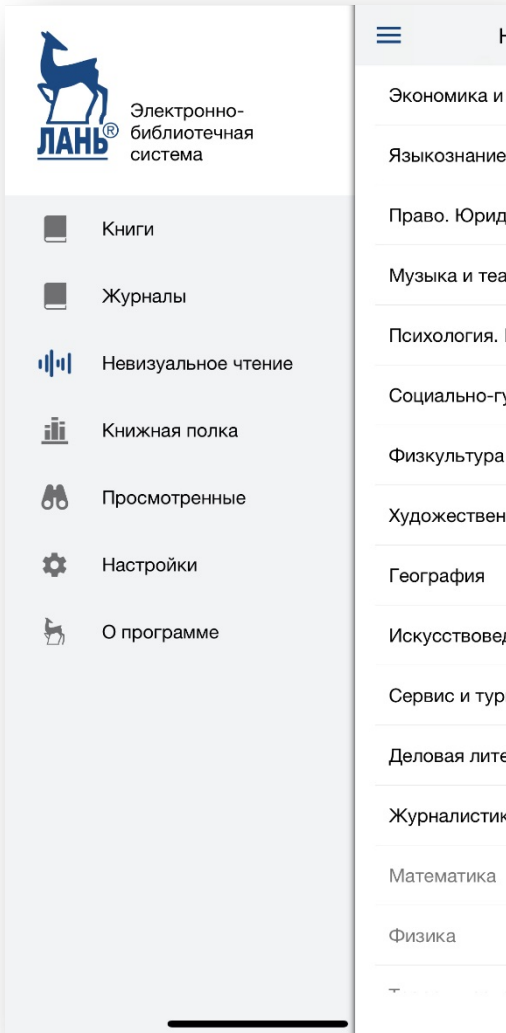 ЛАНЬ®
Электронно-
библиотечная
система
Книги
Журналы
Невизуальное чтение
Книжная полка
Просмотренные
Настройки
О программе
Н
Экономика и
Языкознание
Право. Юрид
Музыка и теа
Психология.
Социально-гу
Физкультура
Художествен
География
Искусствовед
Сервис и тур
Деловая лите
Журналистик
Математика
Физика